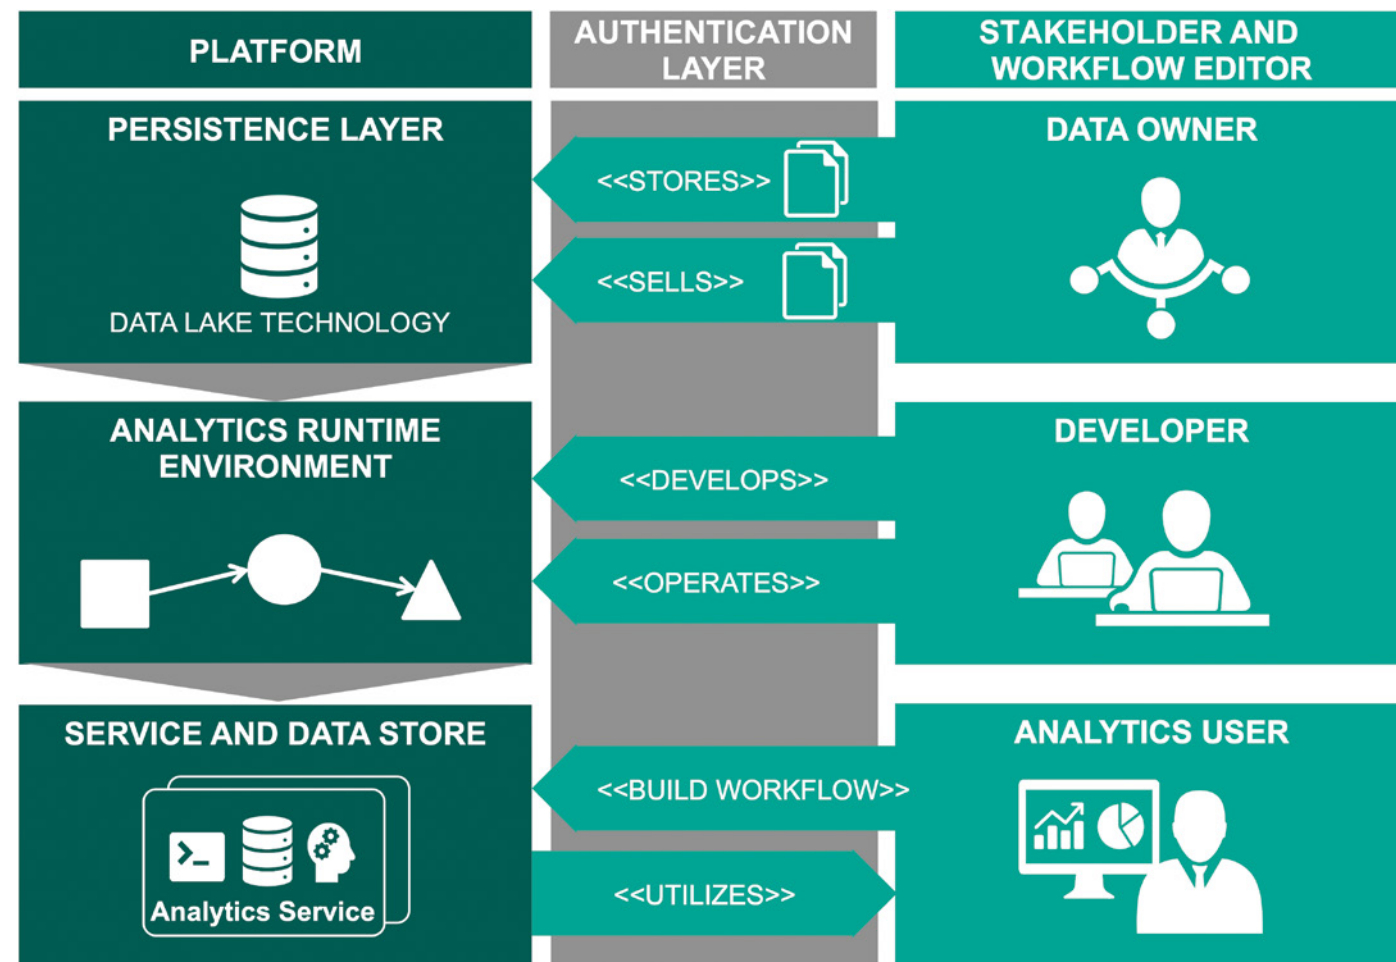 PLATFORM
AUTHENTICATION
LAYER
STAKEHOLDER AND
WORKFLOW EDITOR
PERSISTENCE LAYER
DATA LAKE TECHNOLOGY
<<STORES>>
<<SELLS>>
DATA OWNER
ANALYTICS RUNTIME
ENVIRONMENT
<<DEVELOPS>>
<<OPERATES>>
DEVELOPER
SERVICE AND DATA STORE
>_
Analytics Service
<<BUILD WORKFLOW>>
<<UTILIZES>>
ANALYTICS USER